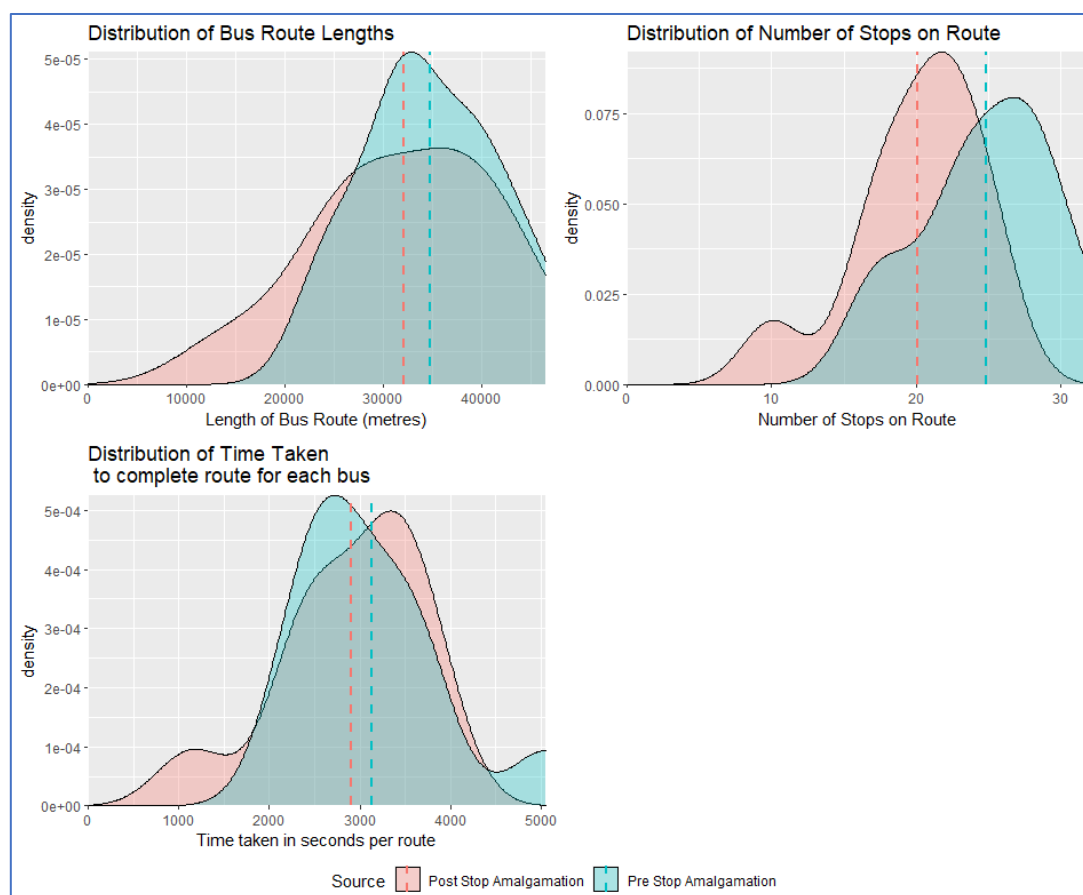 Distribution of Bus Route Lengths
5e-05
4e-05
3e-05
2e-05
1e-05
0e+00
density
0
10000
20000
30000
40000
Length of Bus Route (metres)
Distribution of Number of Stops on Route
0.075
0.050
0.025
0.000
density
0
10
20
30
Number of Stops on Route
Distribution of Time Taken
to complete route for each bus
5e-04
4e-04
3e-04
2e-04
1e-04
0e+00
density
0
1000
2000
3000
4000
5000
Time taken in seconds per route
Source
Post Stop Amalgamation
Pre Stop Amalgamation